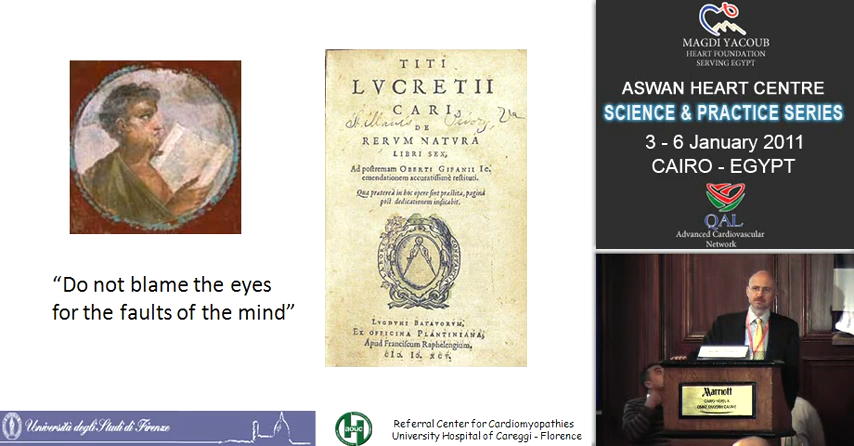 TITI
LVCRETII
CARI,
DE
RERVM NATVRA
LIBRI SEX,
Ad postremam OBERTI GIFANII Ic.
emendationem accuratissimè restituti.
Quæ præterea in hoc opere sint præstita, pagina
post dedicationem indicabit.
LVGDVNI BATAVORVM,
EX OFFICINA PLANTINIANA,
Apud Franciscum Raphelengium,
“Do not blame the eyes
for the faults of the mind”
Università degli Studi di Firenze
aouc
Referral Center for Cardiomyopathies
University Hospital of Careggi - Florence
MAGDI YACOUB
HEART FOUNDATION
SERVING EGYPT
ASWAN HEART CENTRE
SCIENCE & PRACTICE SERIES
3 - 6 January 2011
CAIRO - EGYPT
QAL
Advanced Cardiovascular
Network
Marriott